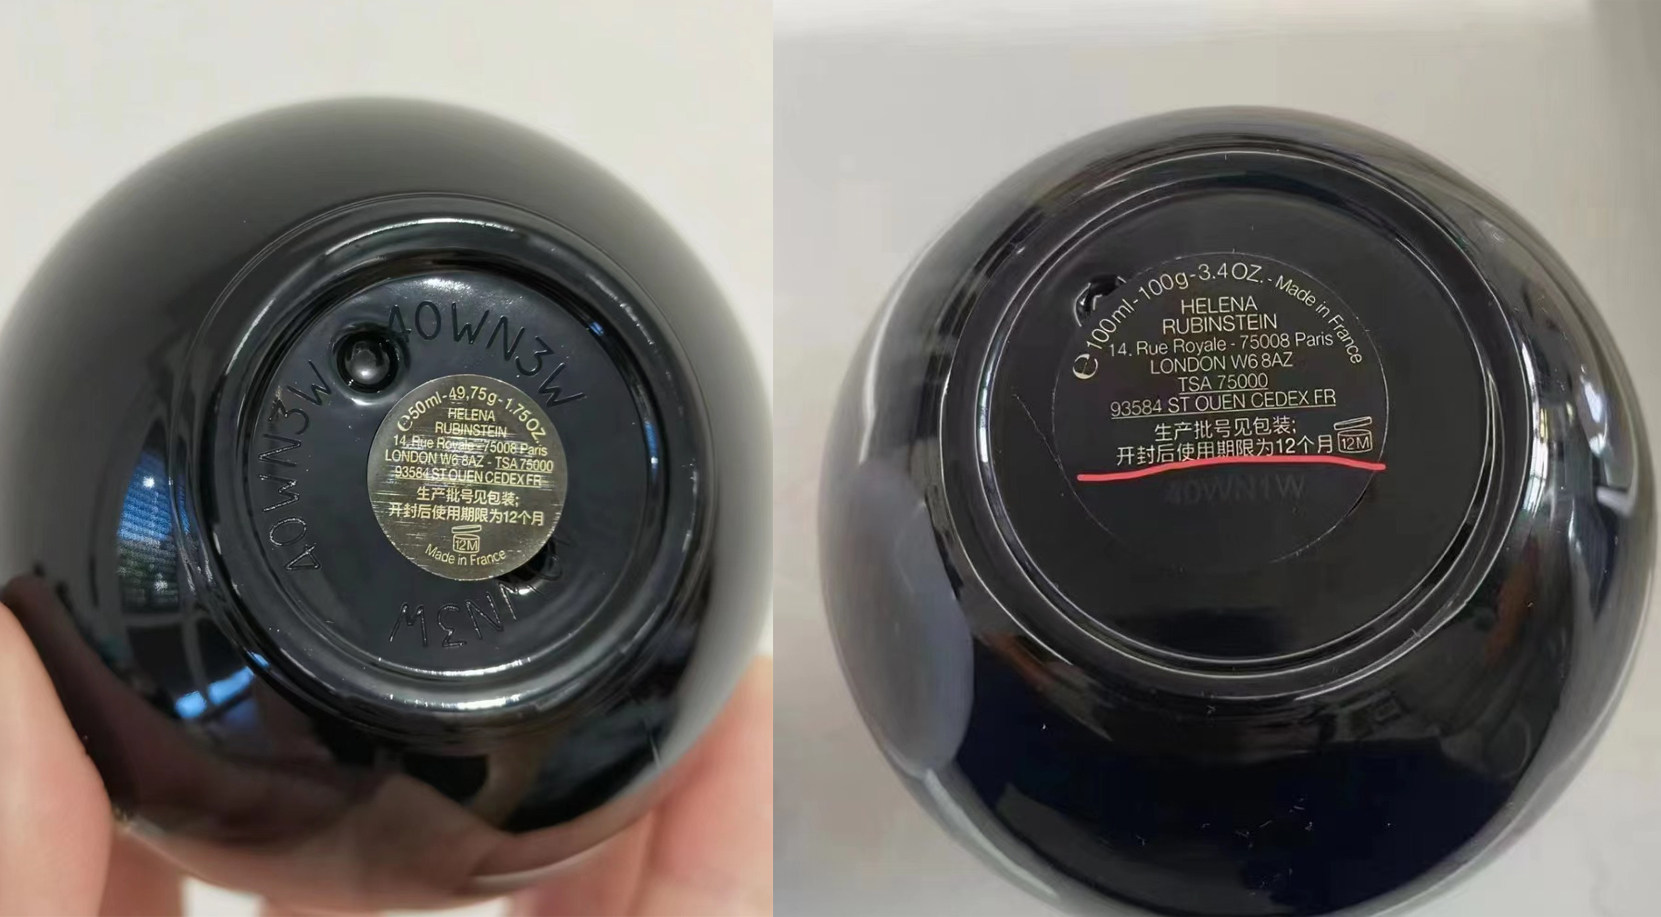 40WN3W
40WN3W
WN3W
℮50ml-49,75g-1.75OZ.
HELENA
RUBINSTEIN
14, Rue Royale - 75008 Paris
LONDON W6 8AZ - TSA 75000
93584 ST OUEN CEDEX FR
生产批号见包装;
开封后使用期限为12个月
12M
Made in France
℮100ml-100g-3.4OZ.-Made in France
HELENA
RUBINSTEIN
14, Rue Royale - 75008 Paris
LONDON W6 8AZ
TSA 75000
93584 ST OUEN CEDEX FR
生产批号见包装;
开封后使用期限为12个月 12M
40WN1W